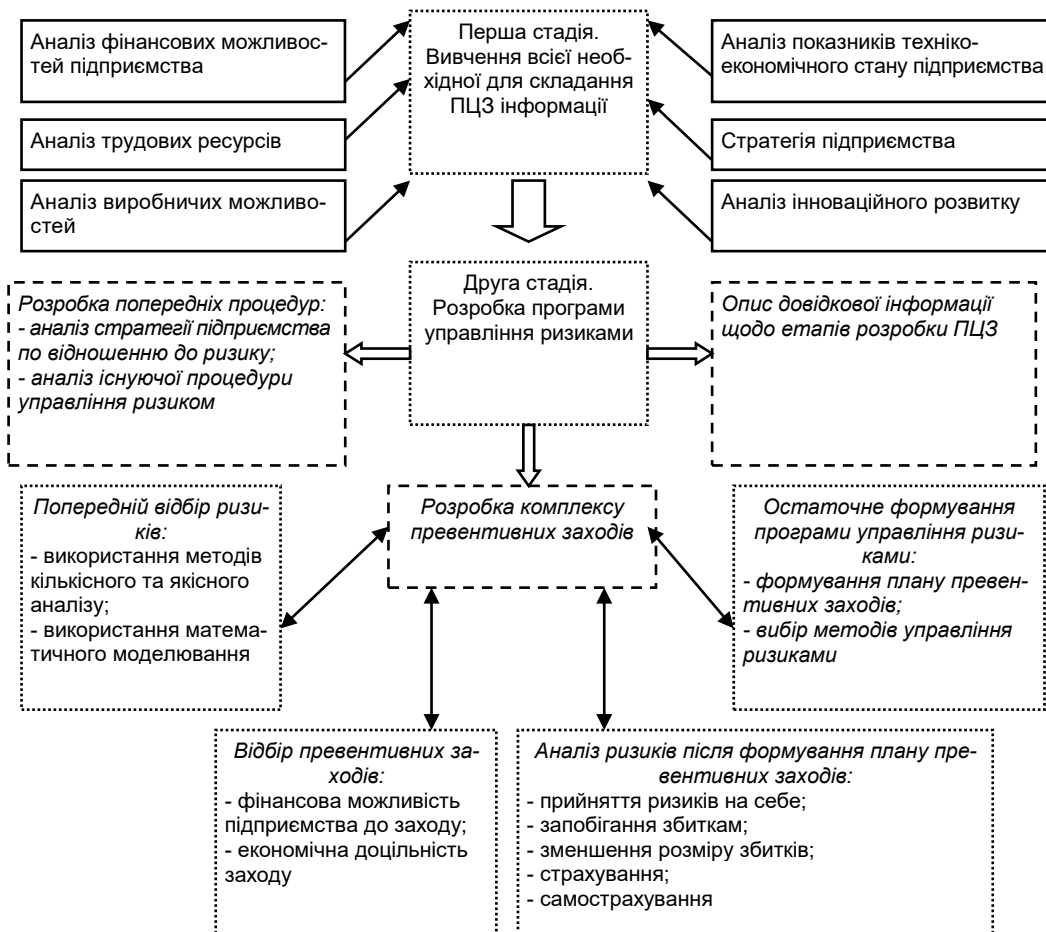 Аналіз фінансових можливос-
тей підприємства
Перша стадія.
Вивчення всієї необ-
хідної для складання
ПЦЗ інформації
Аналіз показників техніко-
економічного стану підприємства
Аналіз трудових ресурсів
Стратегія підприємства
Аналіз виробничих можливо-
стей
Аналіз інноваційного розвитку
Розробка попередніх процедур:
- аналіз стратегії підприємства
по відношенню до ризику;
- аналіз існуючої процедури
управління ризиком
Друга стадія.
Розробка програми
управління ризиками
Опис довідкової інформації
щодо етапів розробки ПЦЗ
Попередній відбір ризи-
ків:
- використання методів
кількісного та якісного
аналізу;
- використання матема-
тичного моделювання
Розробка комплексу
превентивних заходів
Остаточне формування
програми управління ризи-
ками:
- формування плану превен-
тивних заходів;
- вибір методів управління
ризиками
Відбір превентивних за-
ходів:
- фінансова можливість
підприємства до заходу;
- економічна доцільність
заходу
Аналіз ризиків після формування плану пре-
вентивних заходів:
- прийняття ризиків на себе;
- запобігання збиткам;
- зменшення розміру збитків;
- страхування;
- самострахування